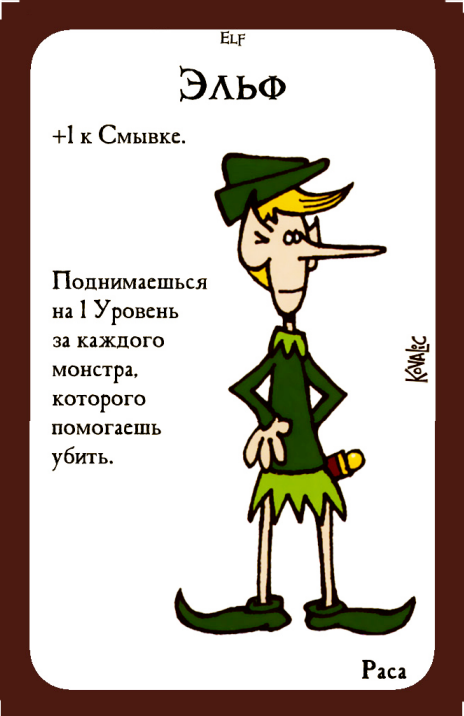 Elf
Эльф
+1 к Смывке.
Поднимаешься
на 1 Уровень
за каждого
монстра,
которого
помогаешь
убить.
Kovalic
Раса